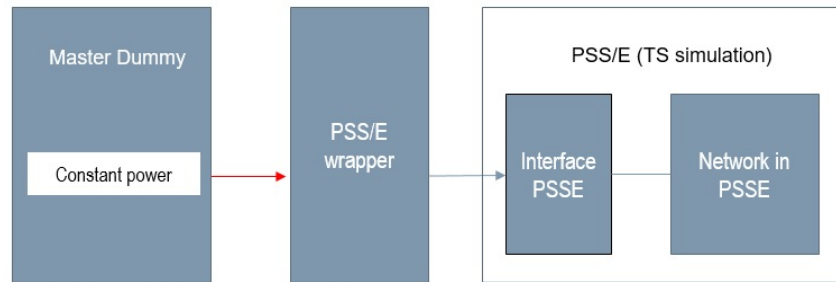 Master Dummy
Constant power
PSS/E
wrapper
PSS/E (TS simulation)
Interface
PSSE
Network in
PSSE